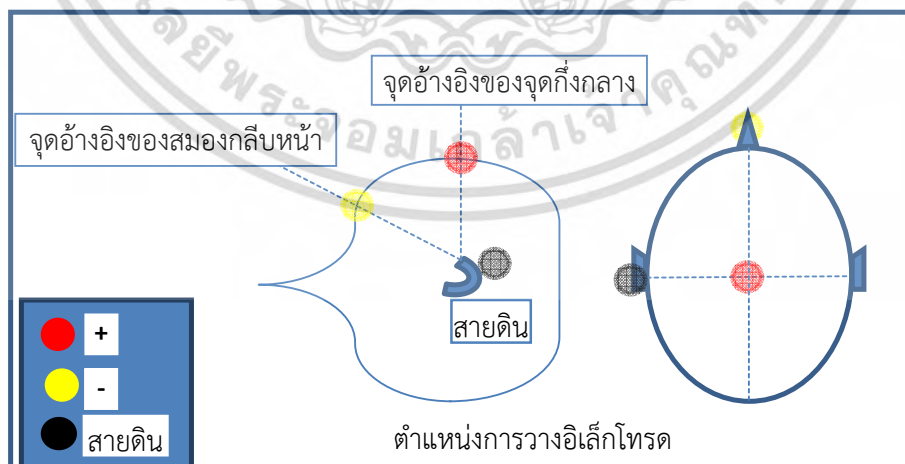 จุดอ้างอิงของจุดกึ่งกลาง
จุดอ้างอิงของสมองกลีบหน้า
สายดิน
+
-
สายดิน
ตำแหน่งการวางอิเล็กโทรด